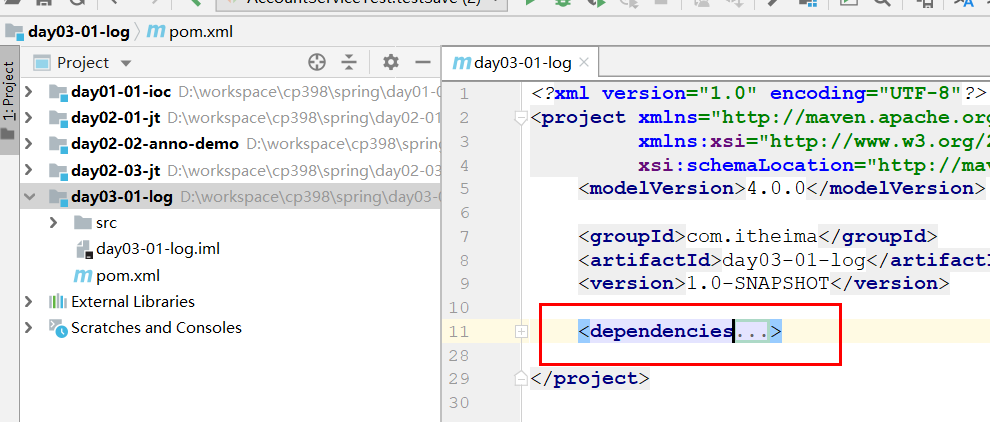 AccountServiceTest.testSave (2)
day03-01-log
pom.xml
1: Project
Project
day01-01-ioc D:\workspace\cp398\spring\day01-0
day02-01-jt D:\workspace\cp398\spring\day02-01
day02-02-anno-demo D:\workspace\cp398\spring
day02-03-jt D:\workspace\cp398\spring\day02-03
day03-01-log D:\workspace\cp398\spring\day03-0
src
day03-01-log.iml
pom.xml
External Libraries
Scratches and Consoles
day03-01-log
1 <?xml version="1.0" encoding="UTF-8"?>
2 <project xmlns="http://maven.apache.org
3 xmlns:xsi="http://www.w3.org/2
4 xsi:schemaLocation="http://mav
5 <modelVersion>4.0.0</modelVersion>
6
7 <groupId>com.itheima</groupId>
8 <artifactId>day03-01-log</artifactI
9 <version>1.0-SNAPSHOT</version>
10
11 <dependencies...>
28
29 </project>
30